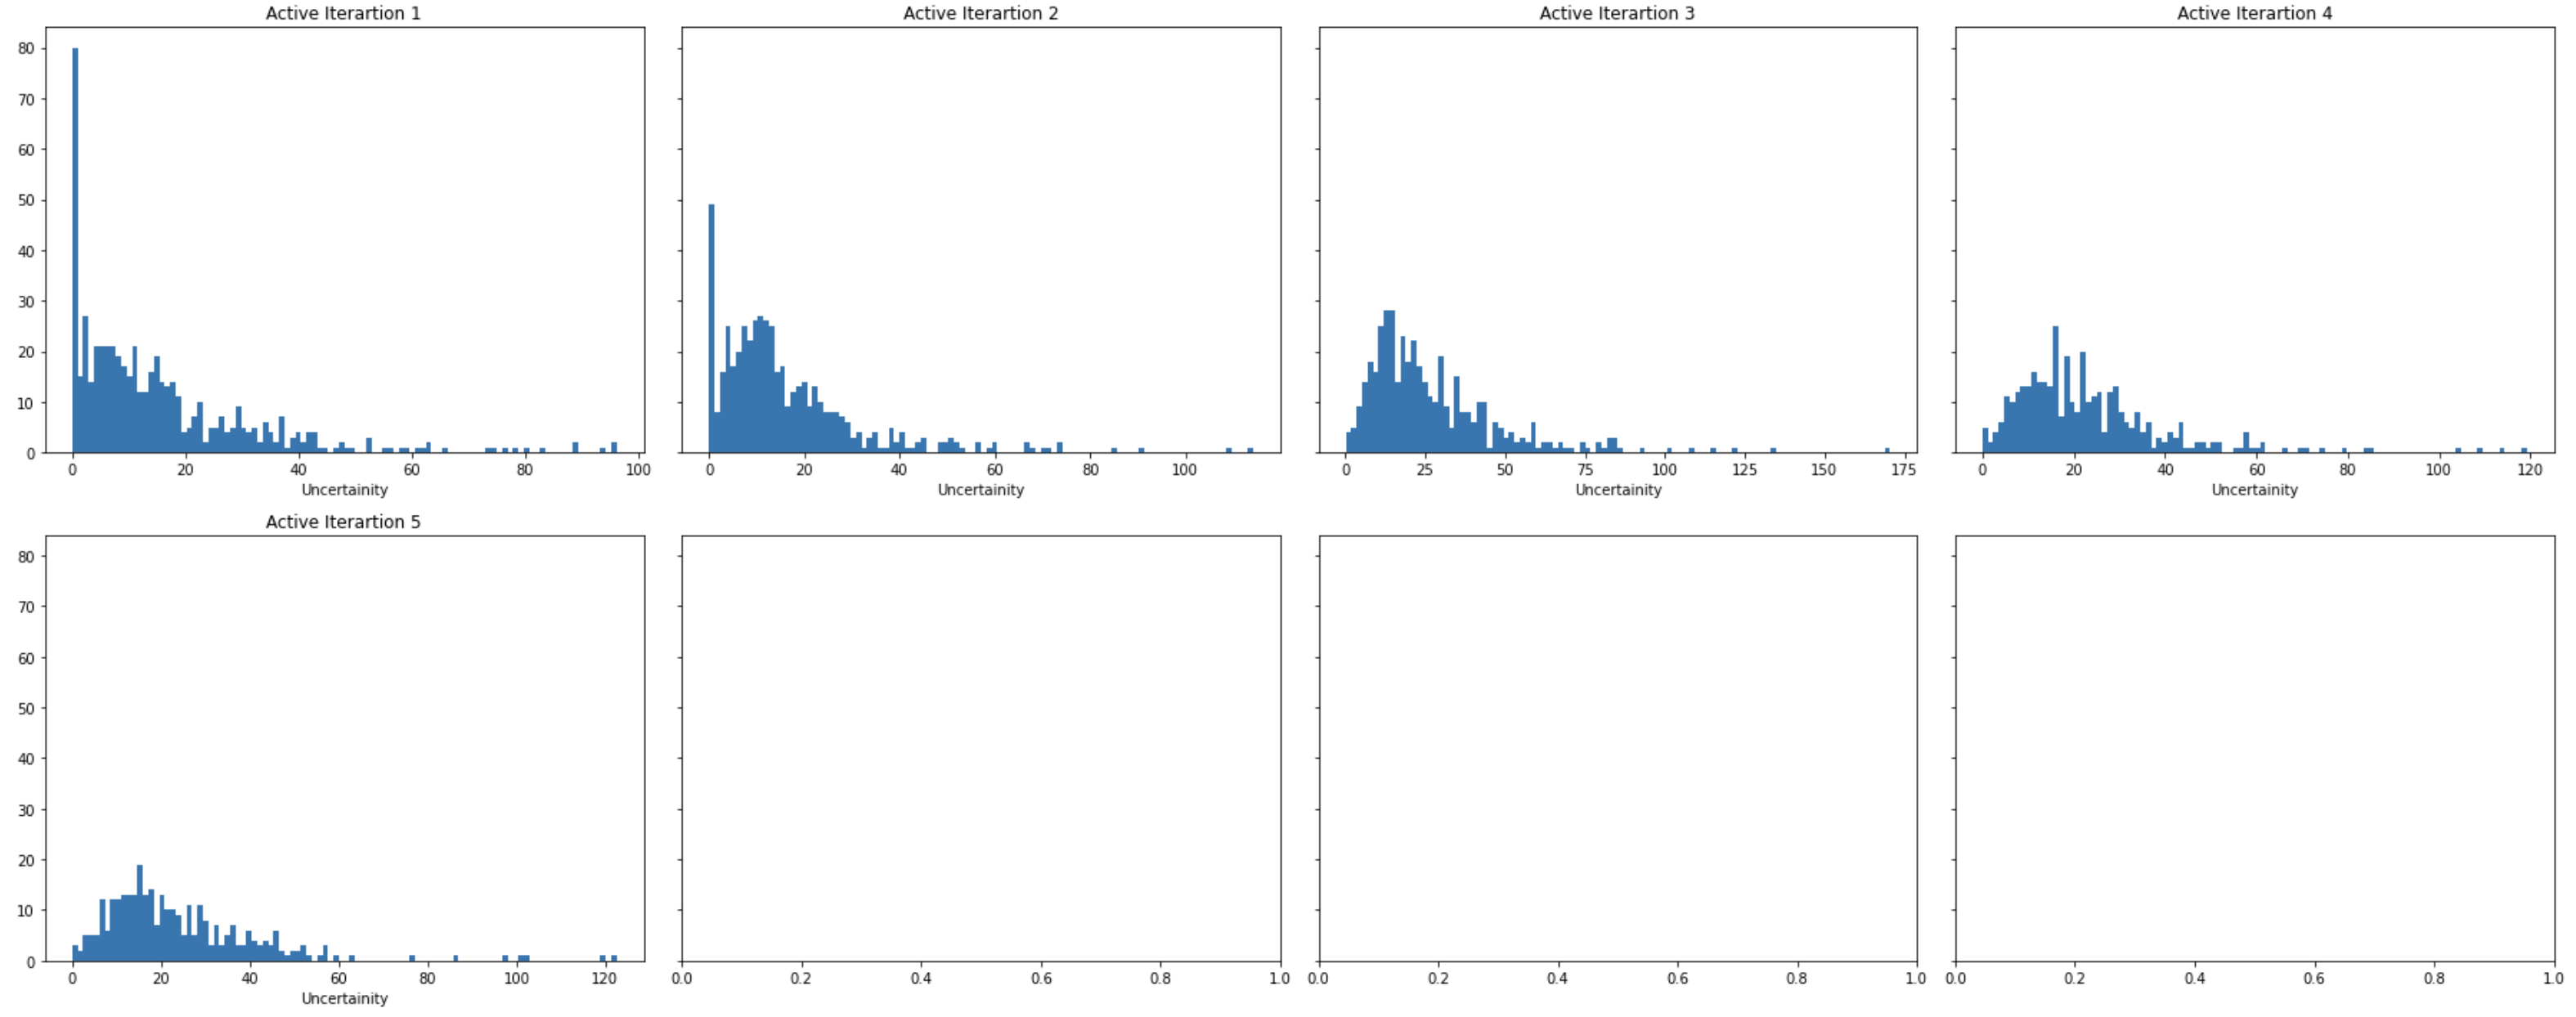 Active Iterartion 1
80
70
60
50
40
30
20
10
0
0 20 40 60 80 100
Uncertainity
Active Iterartion 2
0 20 40 60 80 100
Uncertainity
Active Iterartion 3
0 25 50 75 100 125 150 175
Uncertainity
Active Iterartion 4
0 20 40 60 80 100 120
Uncertainity
Active Iterartion 5
80
70
60
50
40
30
20
10
0
0 20 40 60 80 100 120
Uncertainity
0.0 0.2 0.4 0.6 0.8 1.0
0.0 0.2 0.4 0.6 0.8 1.0
0.0 0.2 0.4 0.6 0.8 1.0